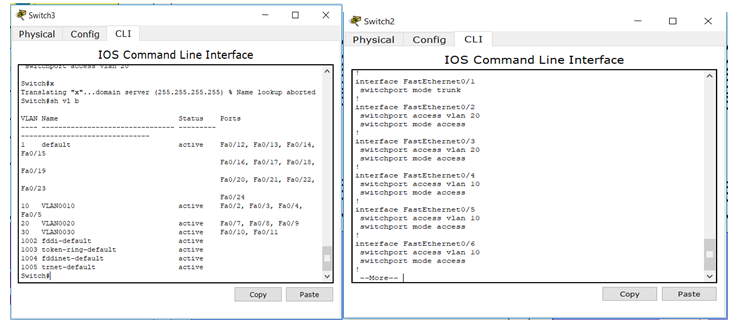 Switch3
Physical Config CLI
IOS Command Line Interface
switchport access vlan 20
Switch#x
Translating "x"...domain server (255.255.255.255) % Name lookup aborted
Switch#sh vl b
VLAN Name Status Ports
---- -------------------------------- --------- -------------------------------
1 default active Fa0/12, Fa0/13, Fa0/14,
Fa0/15
Fa0/16, Fa0/17, Fa0/18,
Fa0/19
Fa0/20, Fa0/21, Fa0/22,
Fa0/23
Fa0/24
10 VLAN0010 active Fa0/2, Fa0/3, Fa0/4,
Fa0/5
20 VLAN0020 active Fa0/7, Fa0/8, Fa0/9
30 VLAN0030 active Fa0/10, Fa0/11
1002 fddi-default active
1003 token-ring-default active
1004 fddinet-default active
1005 trnet-default active
Switch#
Copy Paste
Switch2
Physical Config CLI
IOS Command Line Interface
!
interface FastEthernet0/1
switchport mode trunk
!
interface FastEthernet0/2
switchport access vlan 20
switchport mode access
!
interface FastEthernet0/3
switchport access vlan 20
switchport mode access
!
interface FastEthernet0/4
switchport access vlan 10
switchport mode access
!
interface FastEthernet0/5
switchport access vlan 10
switchport mode access
!
interface FastEthernet0/6
switchport access vlan 10
switchport mode access
!
--More--
Copy Paste